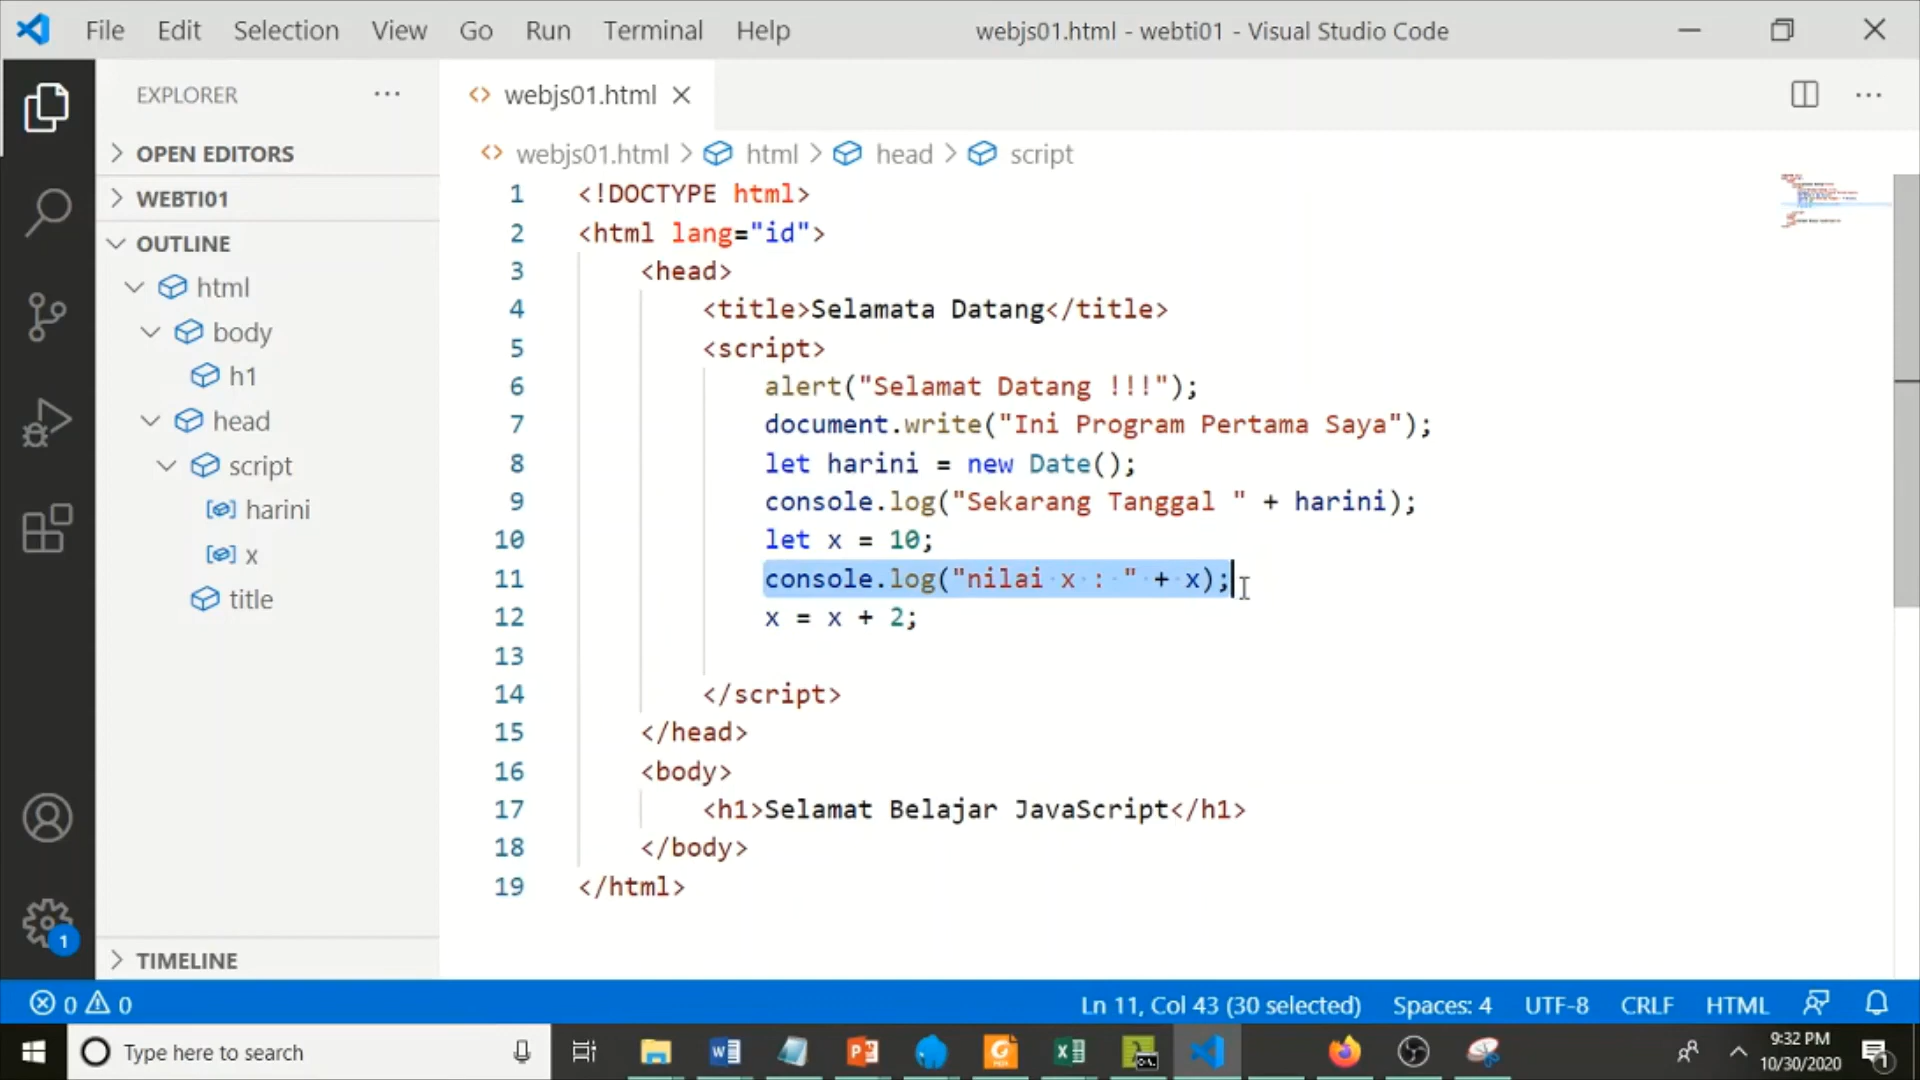 File Edit Selection View Go Run Terminal Help webjs01.html - webti01 - Visual Studio Code
EXPLORER
OPEN EDITORS
WEBTI01
OUTLINE
html
body
h1
head
script
harini
x
title
TIMELINE
webjs01.html
webjs01.html > html > head > script
1 <!DOCTYPE html>
2 <html lang="id">
3 <head>
4 <title>Selamata Datang</title>
5 <script>
6 alert("Selamat Datang !!!");
7 document.write("Ini Program Pertama Saya");
8 let harini = new Date();
9 console.log("Sekarang Tanggal " + harini);
10 let x = 10;
11 console.log("nilai x : " + x);
12 x = x + 2;
13
14 </script>
15 </head>
16 <body>
17 <h1>Selamat Belajar JavaScript</h1>
18 </body>
19 </html>
1
0 0 Ln 11, Col 43 (30 selected) Spaces: 4 UTF-8 CRLF HTML
Type here to search
9:32 PM
10/30/2020
1